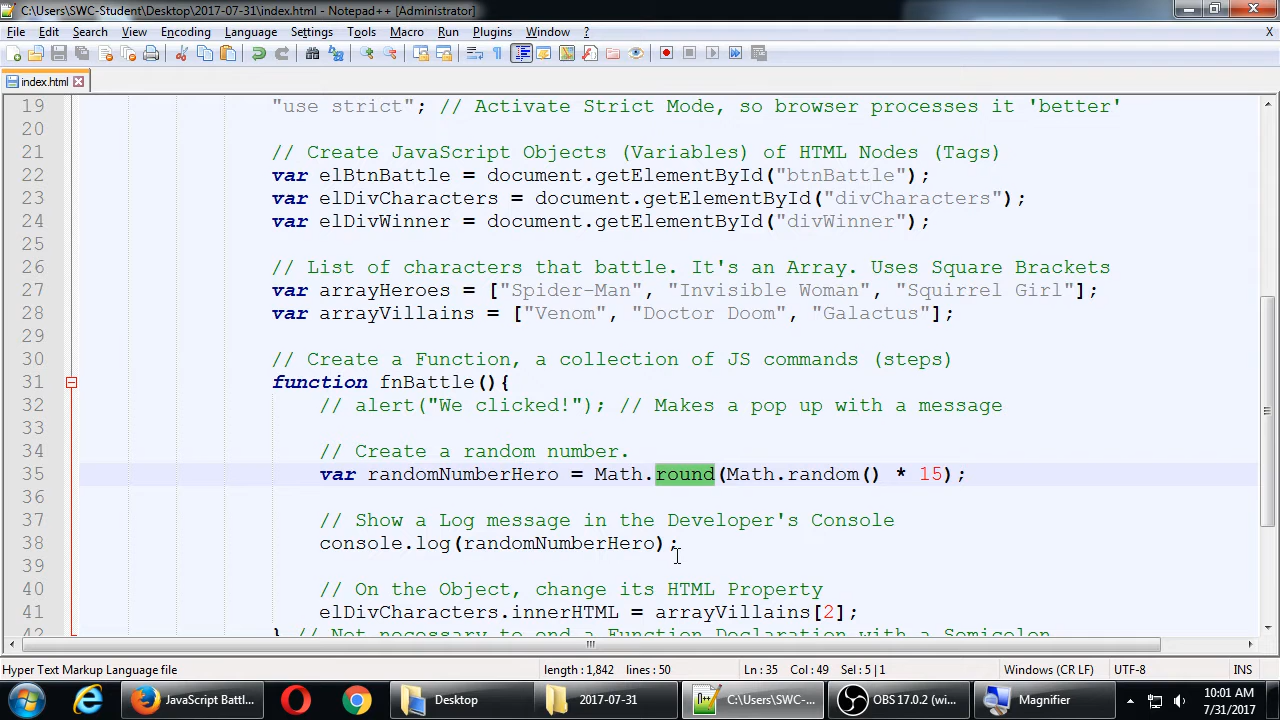 C:\Users\SWC-Student\Desktop\2017-07-31\index.html - Notepad++ [Administrator]
File Edit Search View Encoding Language Settings Tools Macro Run Plugins Window ? X
index.html
19 "use strict"; // Activate Strict Mode, so browser processes it 'better'
20
21 // Create JavaScript Objects (Variables) of HTML Nodes (Tags)
22 var elBtnBattle = document.getElementById("btnBattle");
23 var elDivCharacters = document.getElementById("divCharacters");
24 var elDivWinner = document.getElementById("divWinner");
25
26 // List of characters that battle. It's an Array. Uses Square Brackets
27 var arrayHeroes = ["Spider-Man", "Invisible Woman", "Squirrel Girl"];
28 var arrayVillains = ["Venom", "Doctor Doom", "Galactus"];
29
30 // Create a Function, a collection of JS commands (steps)
31 function fnBattle(){
32 // alert("We clicked!"); // Makes a pop up with a message
33
34 // Create a random number.
35 var randomNumberHero = Math.round(Math.random() * 15);
36
37 // Show a Log message in the Developer's Console
38 console.log(randomNumberHero);
39
40 // On the Object, change its HTML Property
41 elDivCharacters.innerHTML = arrayVillains[2];
42 } // Not necessary to end a Function Declaration with a Semicolon
Hyper Text Markup Language file length : 1,842 lines : 50 Ln : 35 Col : 49 Sel : 5 | 1 Windows (CR LF) UTF-8 INS
JavaScript Battl... Desktop 2017-07-31 C:\Users\SWC-... OBS 17.0.2 (wi... Magnifier 10:01 AM
7/31/2017